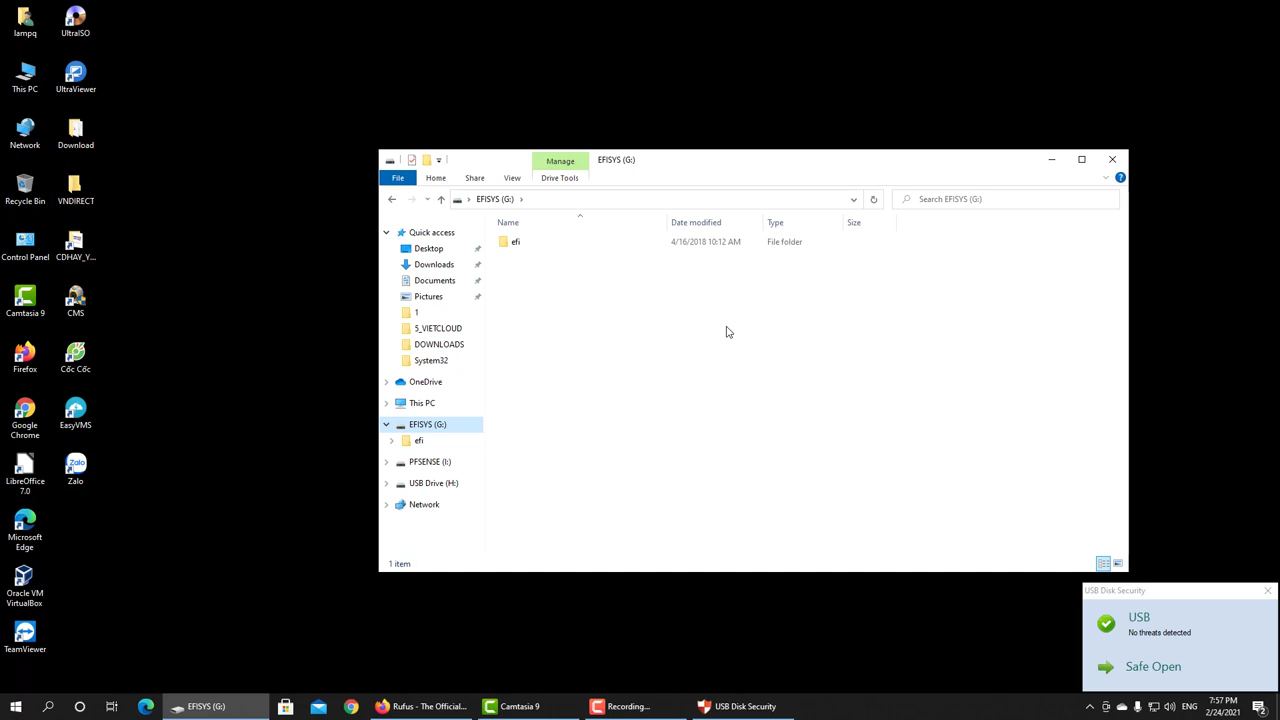 lampq
UltraISO
This PC
UltraViewer
Network
Download
Recycle Bin
VNDIRECT
Control Panel
CDHAY_Y...
Camtasia 9
CMS
Firefox
Cốc Cốc
Google
Chrome
EasyVMS
LibreOffice
7.0
Zalo
Microsoft
Edge
Oracle VM
VirtualBox
TeamViewer
Manage
EFISYS (G:)
File
Home
Share
View
Drive Tools
EFISYS (G:)
Search EFISYS (G:)
Name
Date modified
Type
Size
efi
4/16/2018 10:12 AM
File folder
Quick access
Desktop
Downloads
Documents
Pictures
1
5_VIETCLOUD
DOWNLOADS
System32
OneDrive
This PC
EFISYS (G:)
efi
PFSENSE (I:)
USB Drive (H:)
Network
1 item
USB Disk Security
USB
No threats detected
Safe Open
EFISYS (G:)
Rufus - The Official...
Camtasia 9
Recording...
USB Disk Security
ENG
7:57 PM
2/24/2021
2